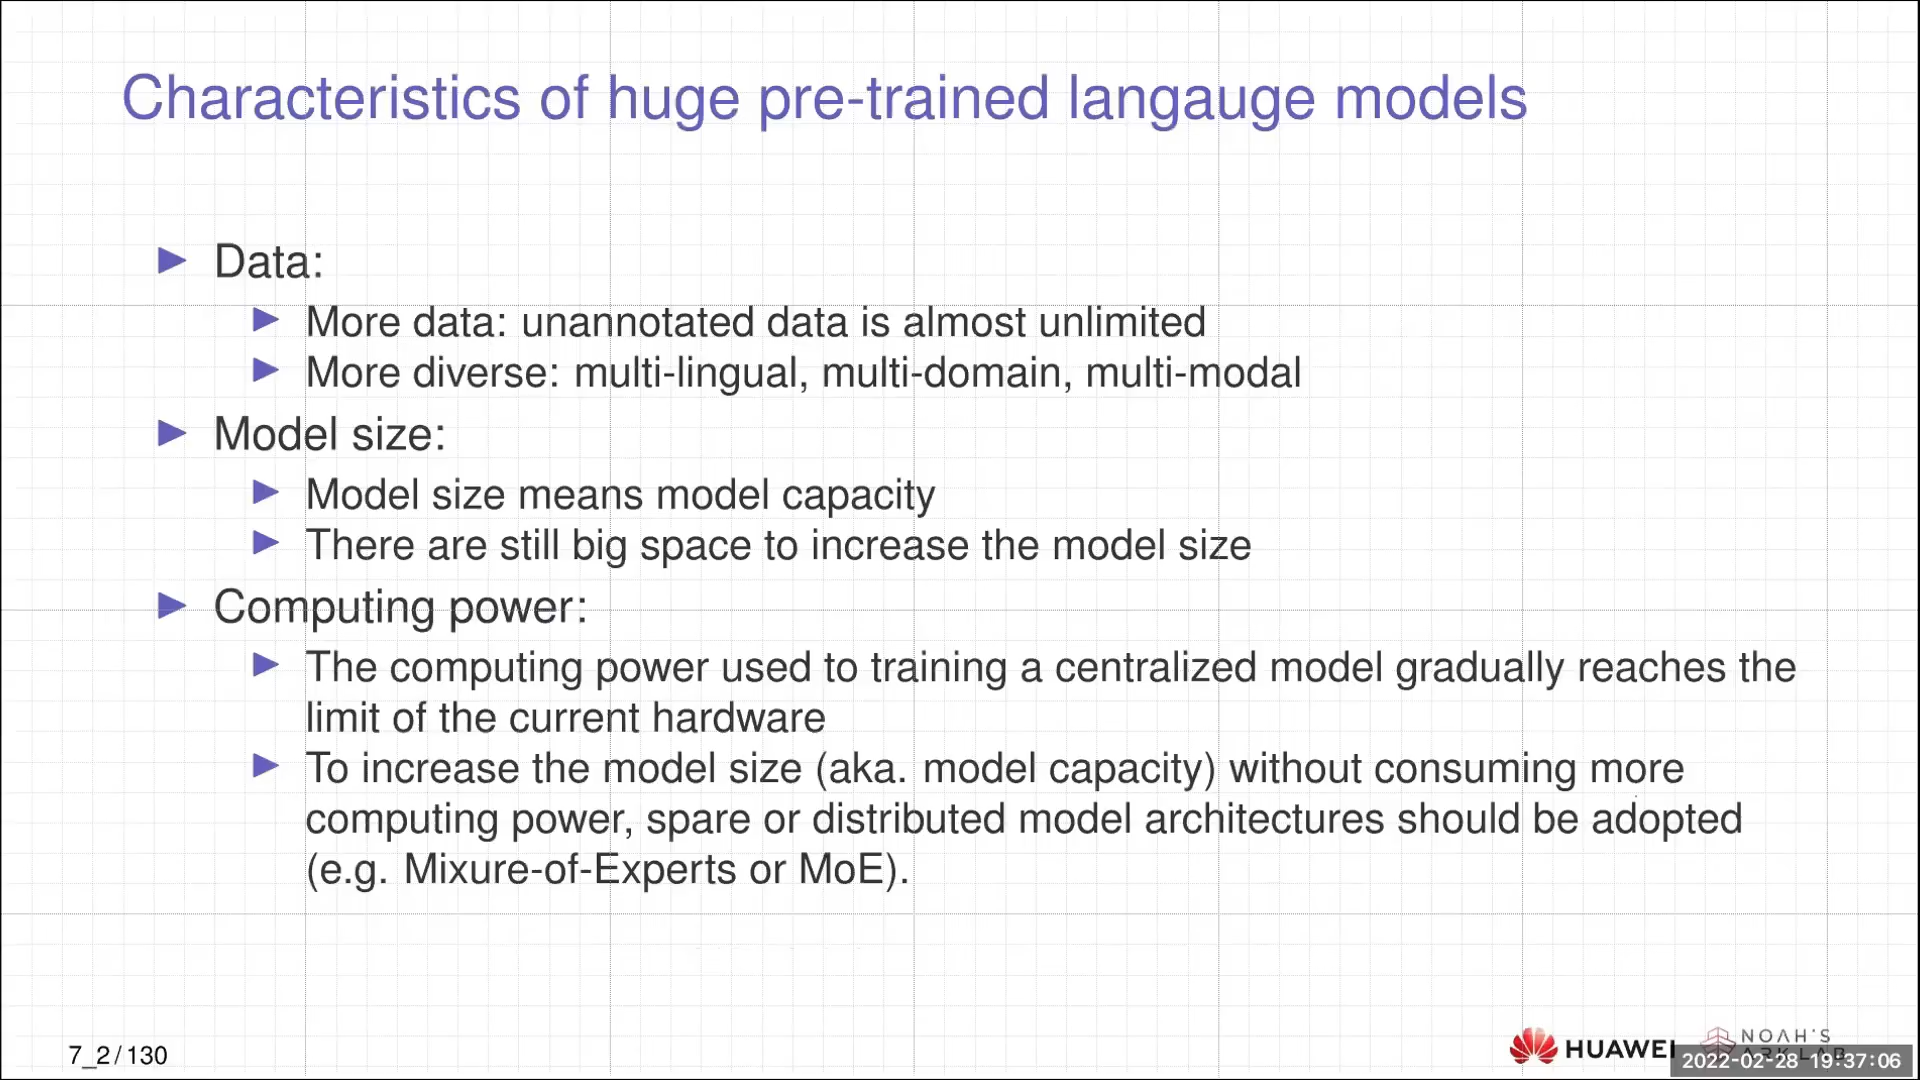 Characteristics of huge pre-trained langauge models
Data:
More data: unannotated data is almost unlimited
More diverse: multi-lingual, multi-domain, multi-modal
Model size:
Model size means model capacity
There are still big space to increase the model size
Computing power:
The computing power used to training a centralized model gradually reaches the
limit of the current hardware
To increase the model size (aka. model capacity) without consuming more
computing power, spare or distributed model architectures should be adopted
(e.g. Mixure-of-Experts or MoE).
7_2/130
HUAWEI
NOAH'S
ARK LAB
2022-02-28 19:37:06